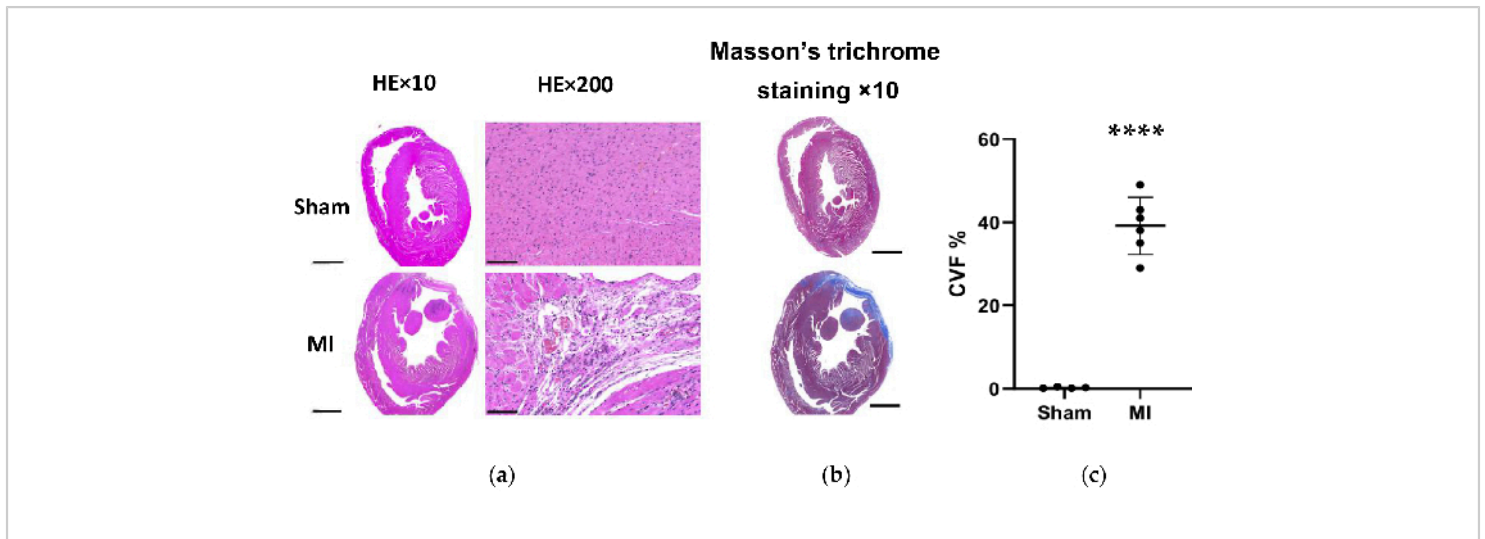 Masson's trichrome
staining ×10
HE×10
HE×200
Sham
MI
CVF %
60
40
20
0
****
Sham
MI
(a)
(b)
(c)